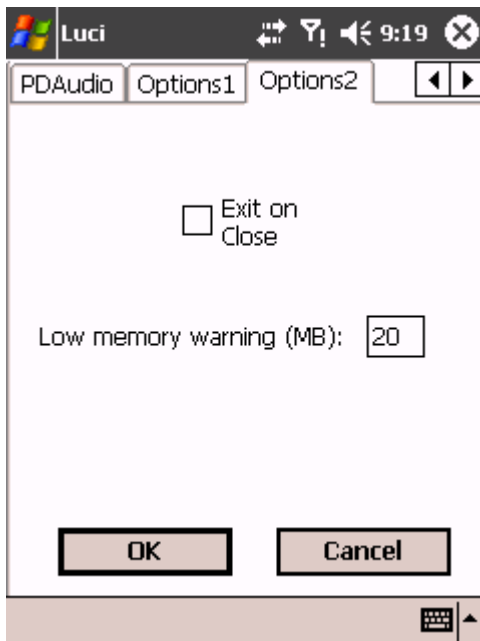 Luci 9:19
PDAudio Options1 Options2
Exit on
Close
Low memory warning (MB): 20
OK Cancel